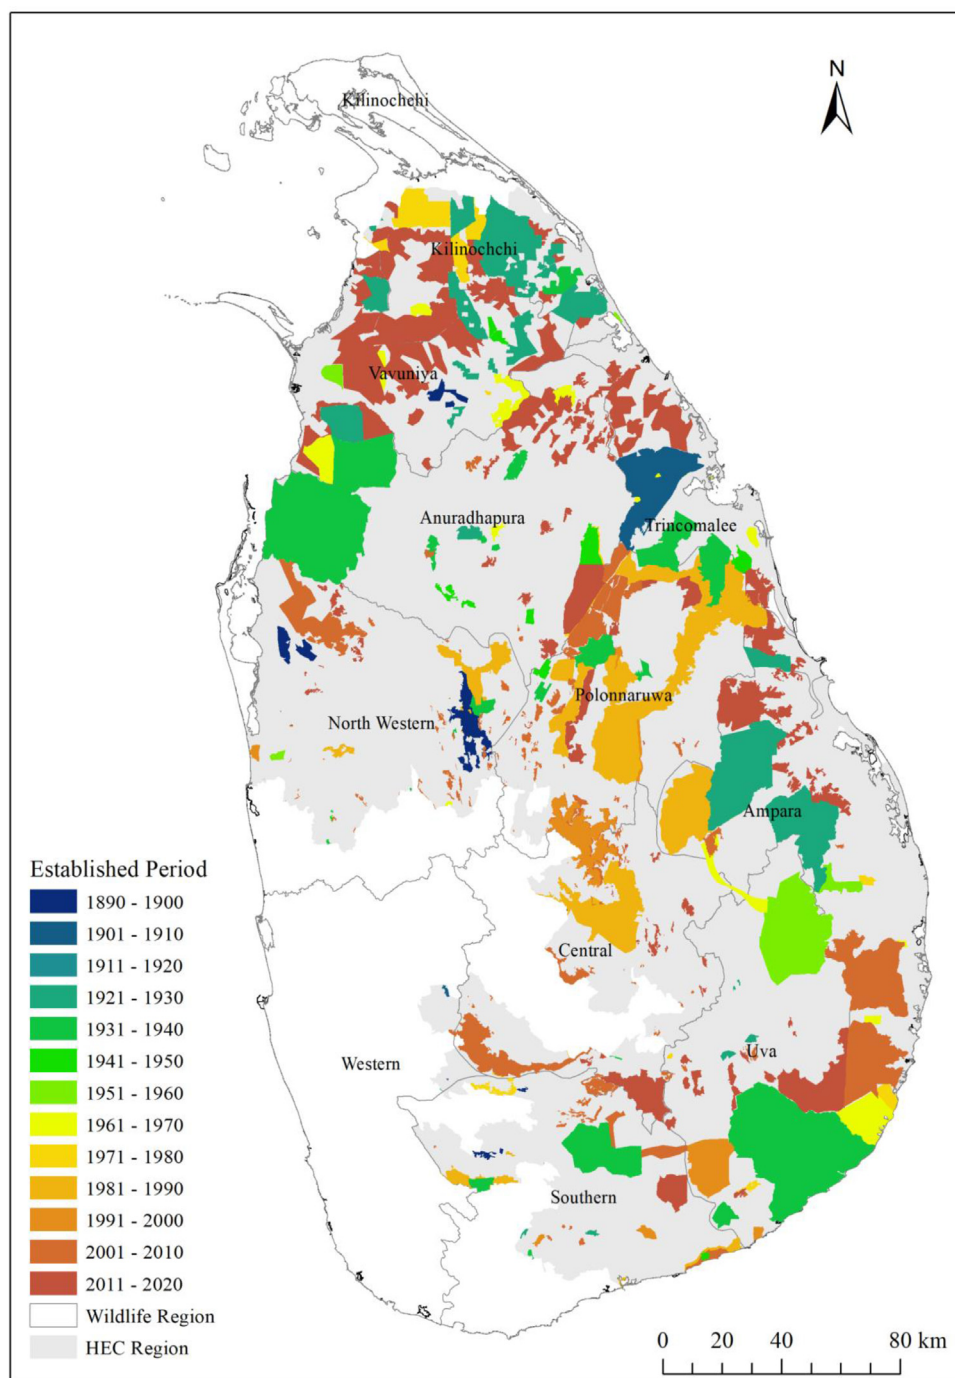 N
Kilinochchi
Kilinochchi
Vavuniya
Anuradhapura
Trincomalee
Polonnaruwa
North Western
Ampara
Central
Uva
Western
Southern
Established Period
1890 - 1900
1901 - 1910
1911 - 1920
1921 - 1930
1931 - 1940
1941 - 1950
1951 - 1960
1961 - 1970
1971 - 1980
1981 - 1990
1991 - 2000
2001 - 2010
2011 - 2020
Wildlife Region
HEC Region
0 40 80 km